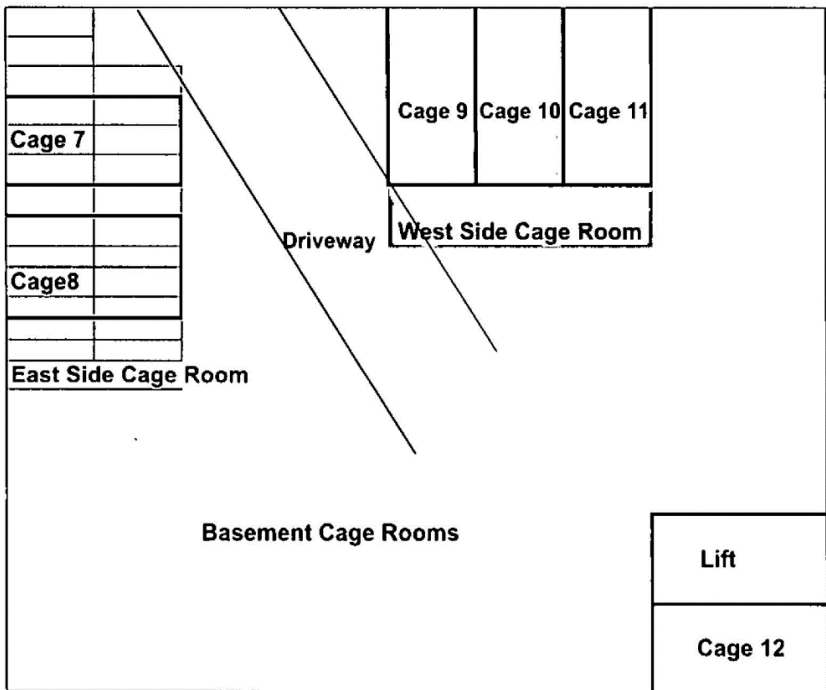 Cage 9 Cage 10 Cage 11
Cage 7
Driveway
West Side Cage Room
Cage8
East Side Cage Room
Basement Cage Rooms
Lift
Cage 12